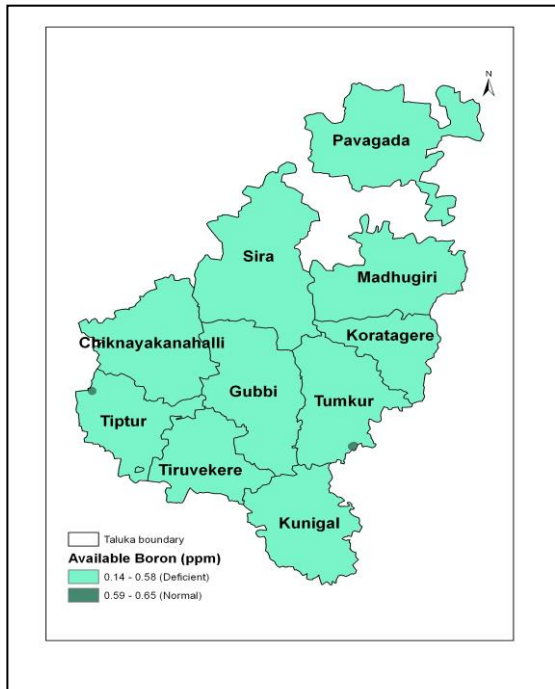 N
Pavagada
Sira
Madhugiri
Chiknayakanahalli
Koratagere
Gubbi
Tumkur
Tiptur
Tiruvekere
Kunigal
Taluka boundary
Available Boron (ppm)
0.14 - 0.58 (Deficient)
0.59 - 0.65 (Normal)